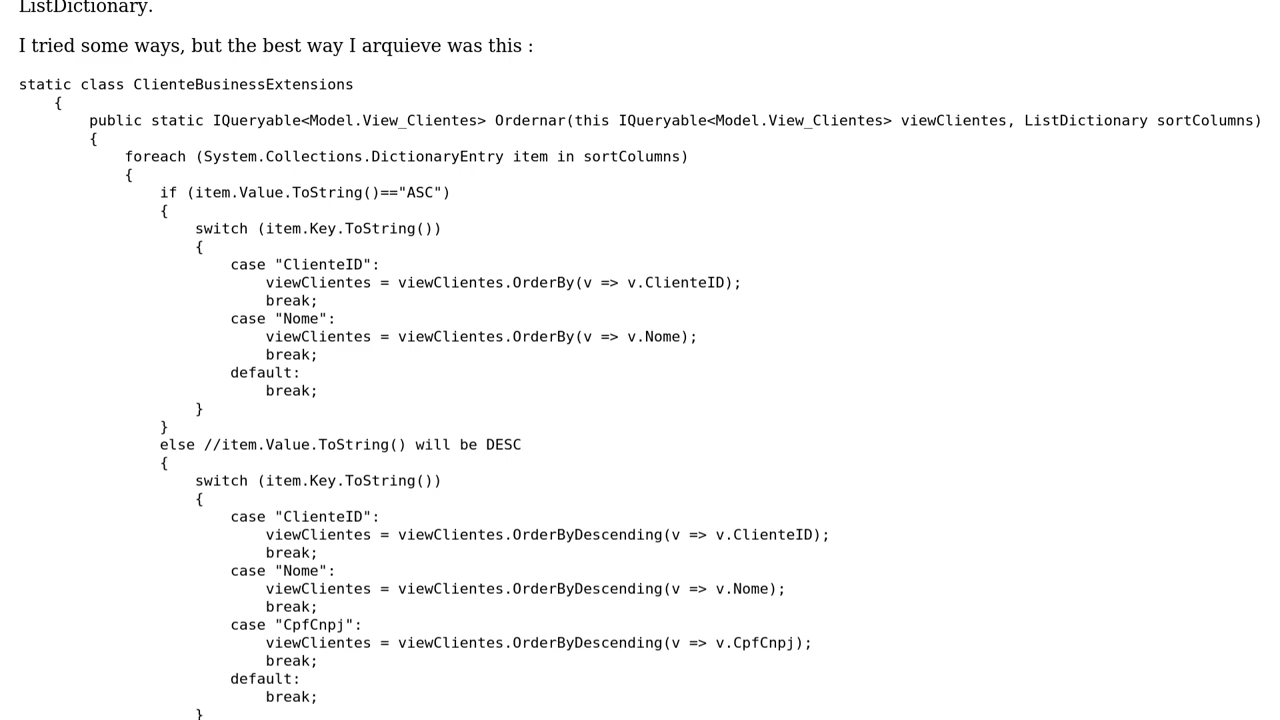 ListDictionary.
I tried some ways, but the best way I arquieve was this :
static class ClienteBusinessExtensions
    {
        public static IQueryable<Model.View_Clientes> Ordernar(this IQueryable<Model.View_Clientes> viewClientes, ListDictionary sortColumns)
        {
            foreach (System.Collections.DictionaryEntry item in sortColumns)
            {
                if (item.Value.ToString()=="ASC")
                {
                    switch (item.Key.ToString())
                    {
                        case "ClienteID":
                            viewClientes = viewClientes.OrderBy(v => v.ClienteID);
                            break;
                        case "Nome":
                            viewClientes = viewClientes.OrderBy(v => v.Nome);
                            break;
                        default:
                            break;
                    }
                }
                else //item.Value.ToString() will be DESC
                {
                    switch (item.Key.ToString())
                    {
                        case "ClienteID":
                            viewClientes = viewClientes.OrderByDescending(v => v.ClienteID);
                            break;
                        case "Nome":
                            viewClientes = viewClientes.OrderByDescending(v => v.Nome);
                            break;
                        case "CpfCnpj":
                            viewClientes = viewClientes.OrderByDescending(v => v.CpfCnpj);
                            break;
                        default:
                            break;
                    }